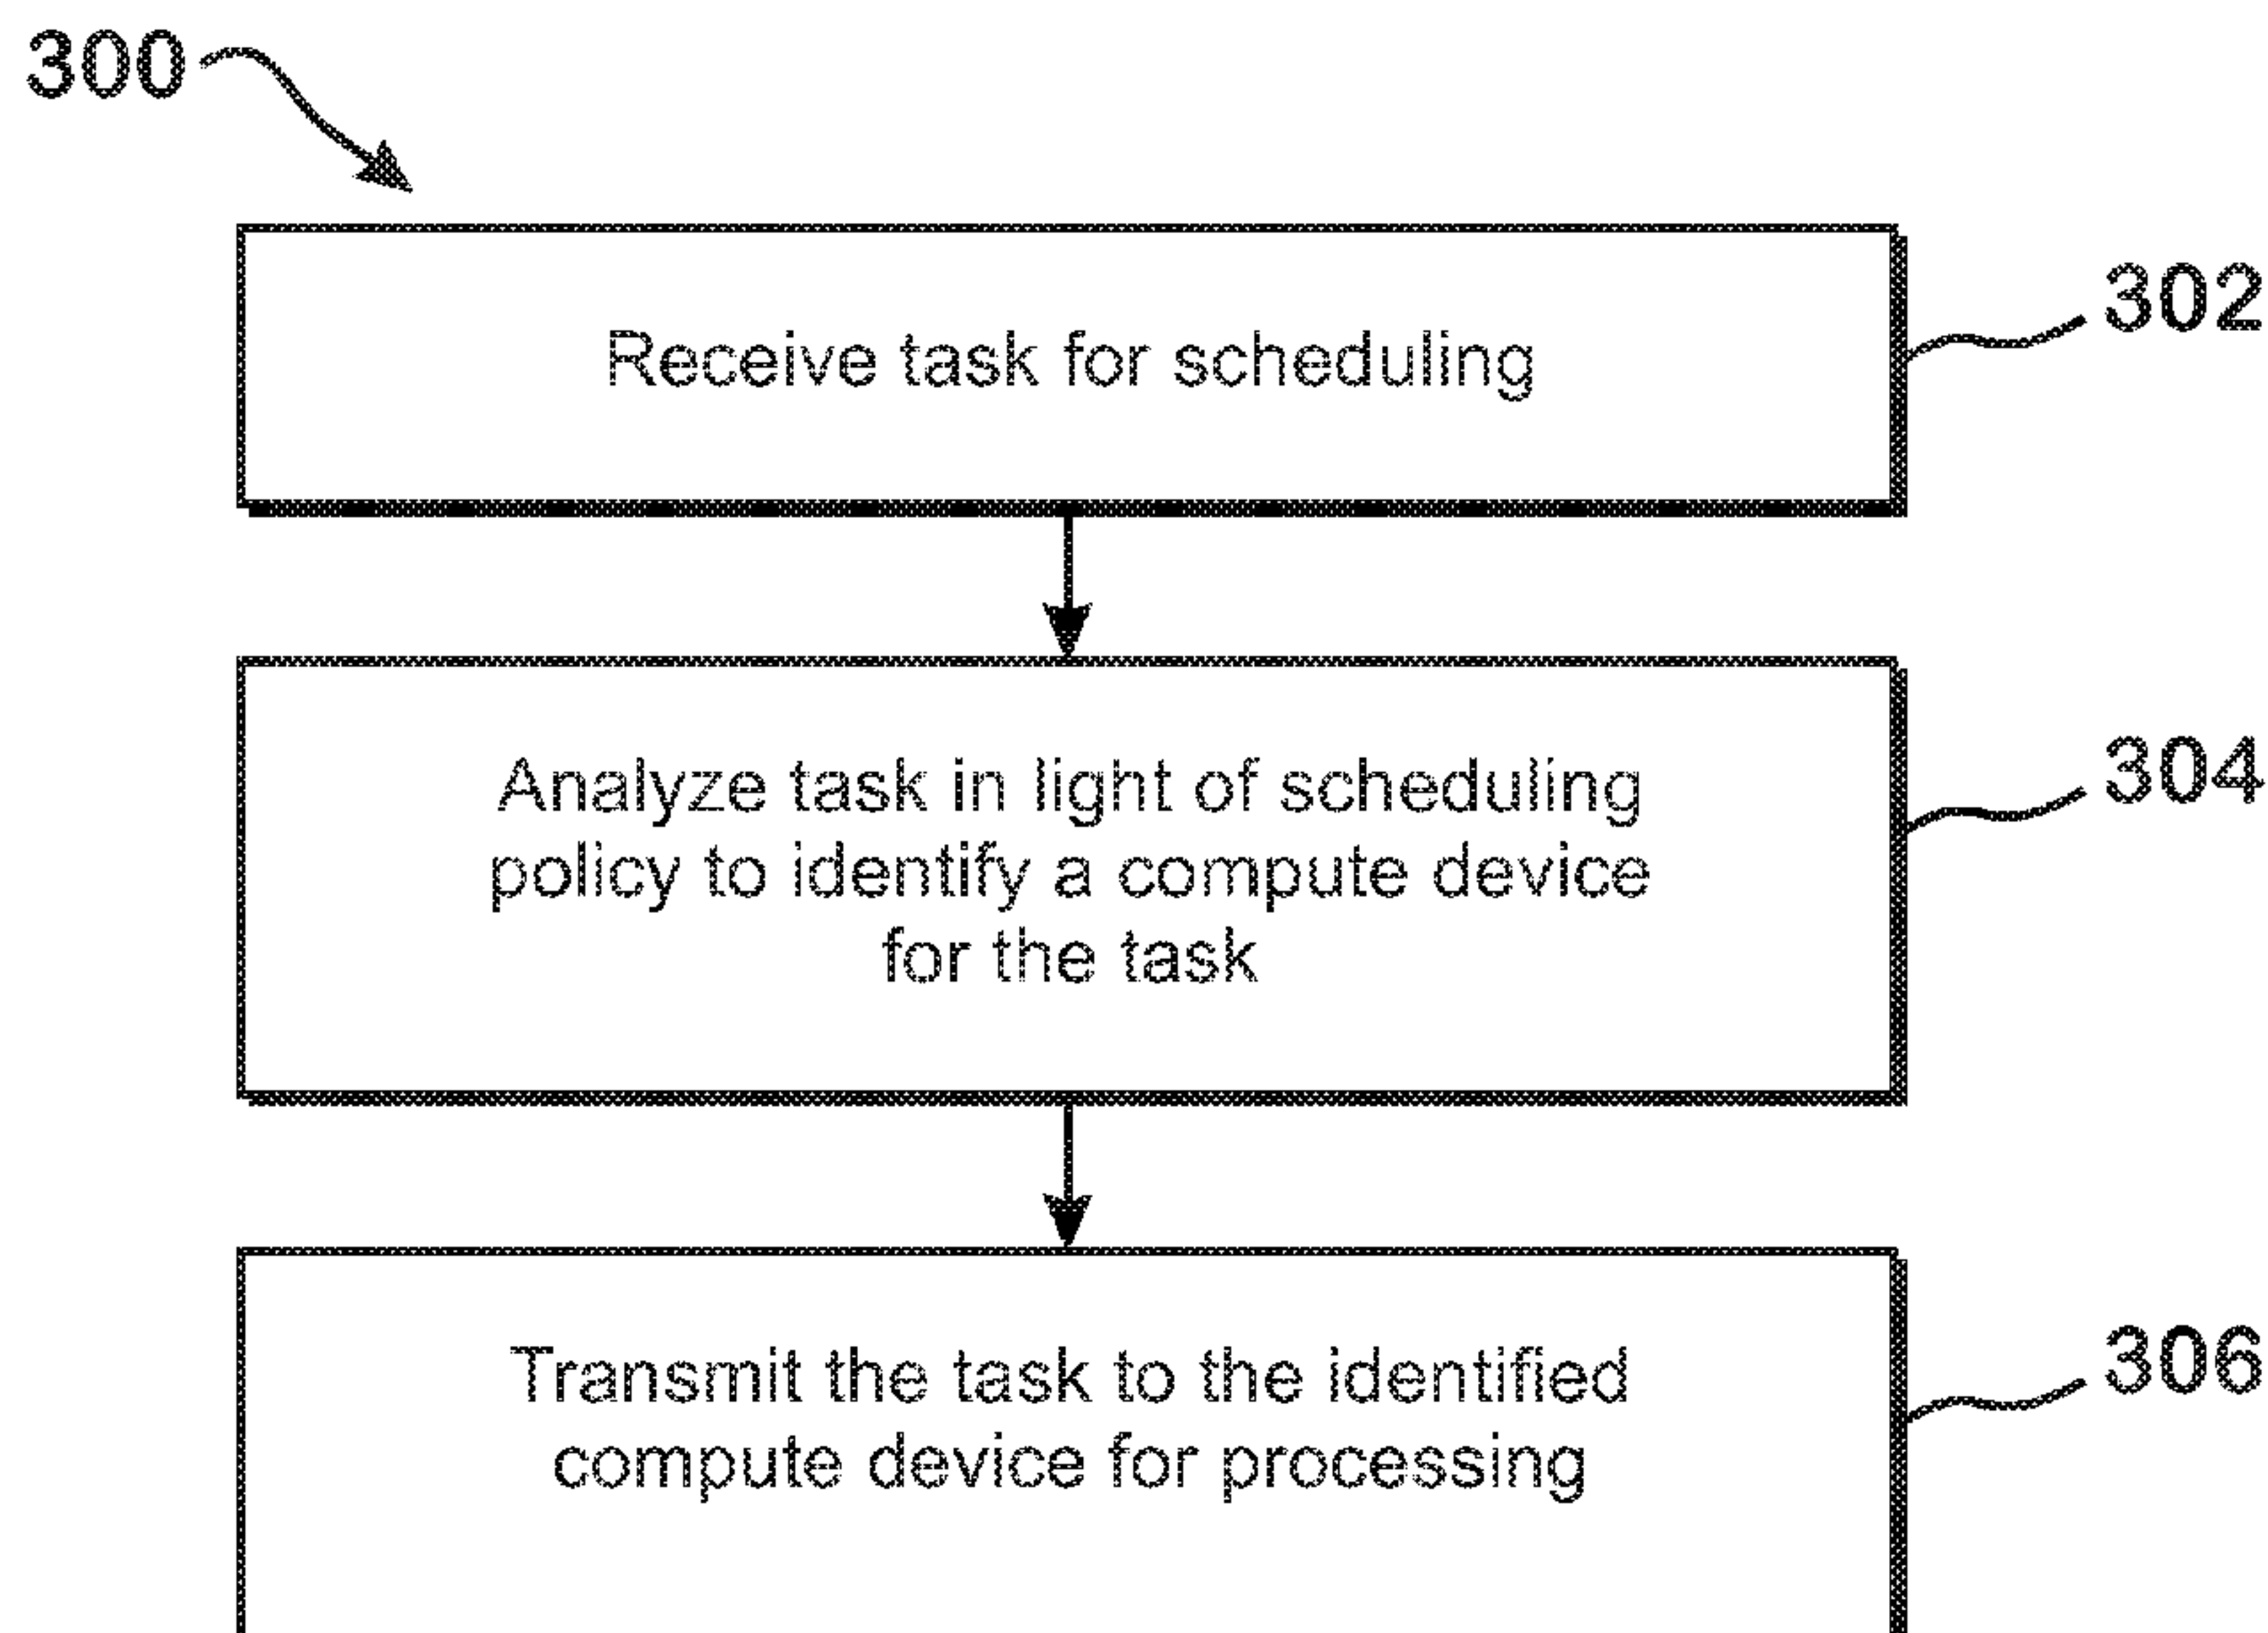 300
Receive task for scheduling
302
Analyze task in light of scheduling
policy to identify a compute device
for the task
304
Transmit the task to the identified
compute device for processing
306